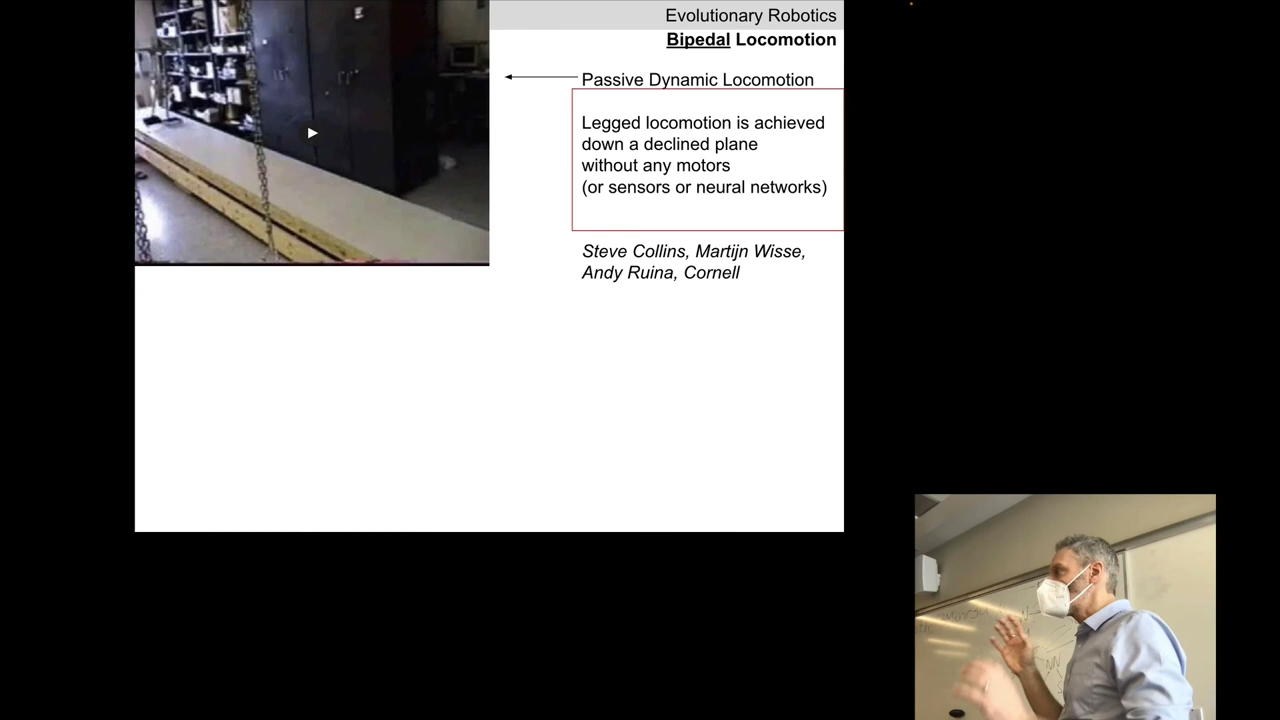 Evolutionary Robotics
Bipedal Locomotion
Passive Dynamic Locomotion
Legged locomotion is achieved
down a declined plane
without any motors
(or sensors or neural networks)
Steve Collins, Martijn Wisse,
Andy Ruina, Cornell
NN